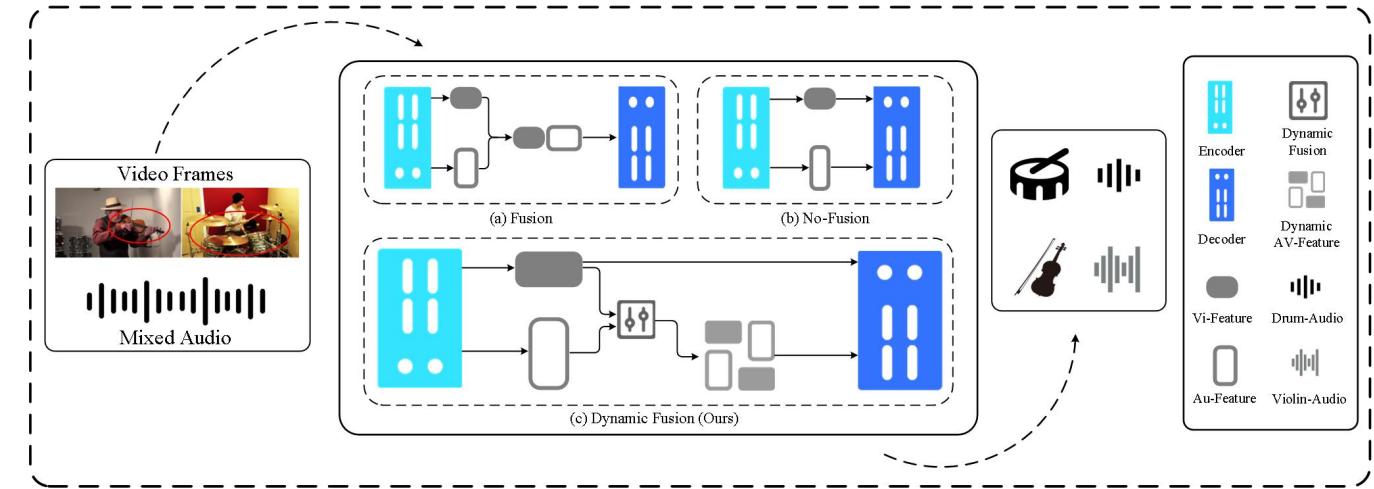 Video Frames
Mixed Audio
(a) Fusion
(b) No-Fusion
(c) Dynamic Fusion (Ours)
Encoder
Dynamic
Fusion
Decoder
Dynamic
AV-Feature
Vi-Feature
Drum-Audio
Au-Feature
Violin-Audio